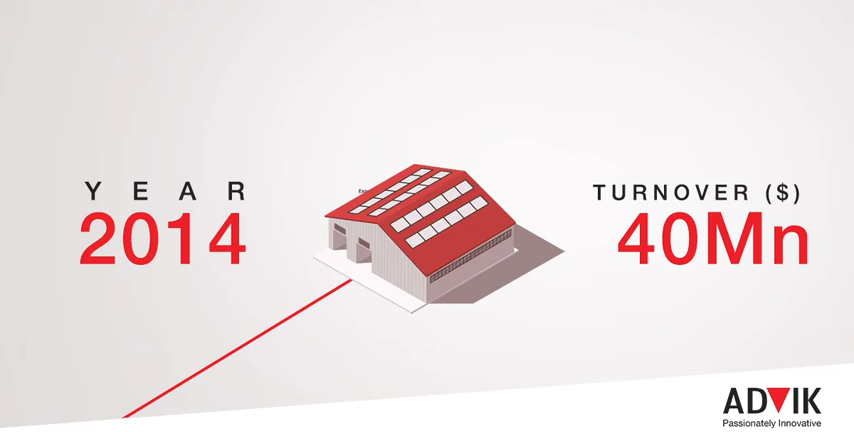 YEAR
2014
TURNOVER ($)
40Mn
ADVIK
Passionately Innovative